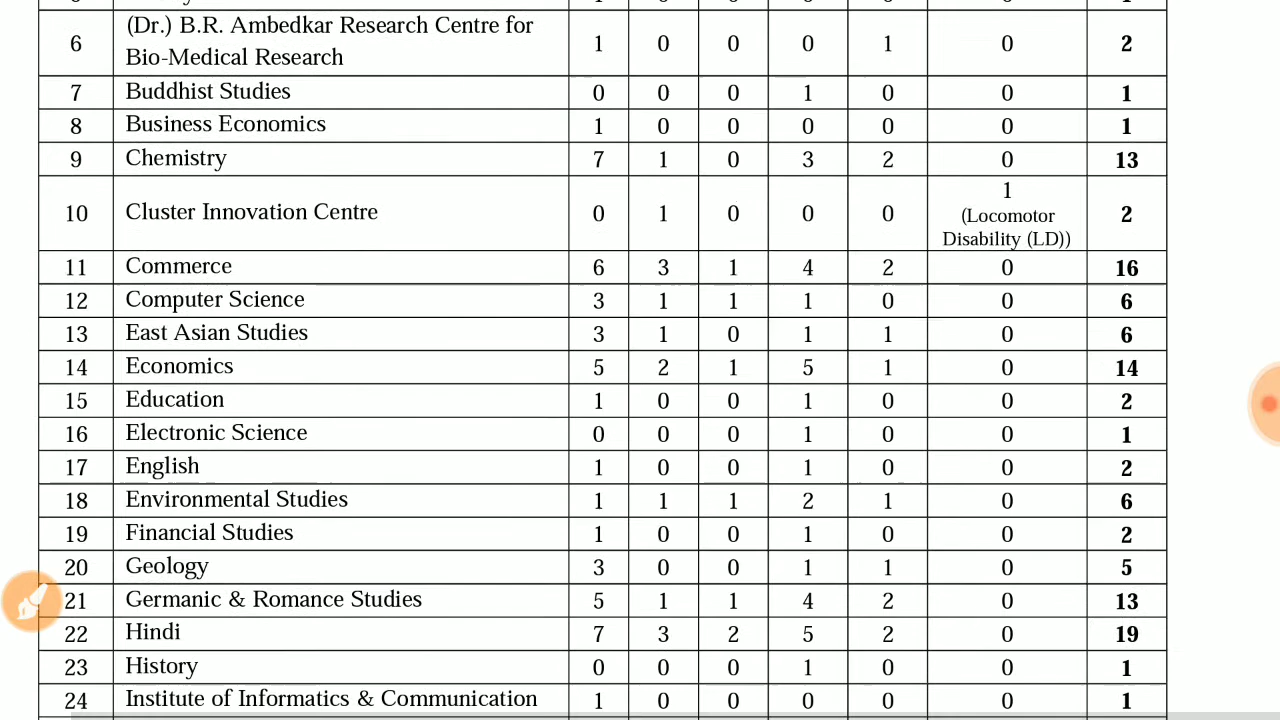 6 (Dr.) B.R. Ambedkar Research Centre for
Bio-Medical Research 1 0 0 0 1 0 2
7 Buddhist Studies 0 0 0 1 0 0 1
8 Business Economics 1 0 0 0 0 0 1
9 Chemistry 7 1 0 3 2 0 13
10 Cluster Innovation Centre 0 1 0 0 0 1
(Locomotor
Disability (LD)) 2
11 Commerce 6 3 1 4 2 0 16
12 Computer Science 3 1 1 1 0 0 6
13 East Asian Studies 3 1 0 1 1 0 6
14 Economics 5 2 1 5 1 0 14
15 Education 1 0 0 1 0 0 2
16 Electronic Science 0 0 0 1 0 0 1
17 English 1 0 0 1 0 0 2
18 Environmental Studies 1 1 1 2 1 0 6
19 Financial Studies 1 0 0 1 0 0 2
20 Geology 3 0 0 1 1 0 5
21 Germanic & Romance Studies 5 1 1 4 2 0 13
22 Hindi 7 3 2 5 2 0 19
23 History 0 0 0 1 0 0 1
24 Institute of Informatics & Communication 1 0 0 0 0 0 1